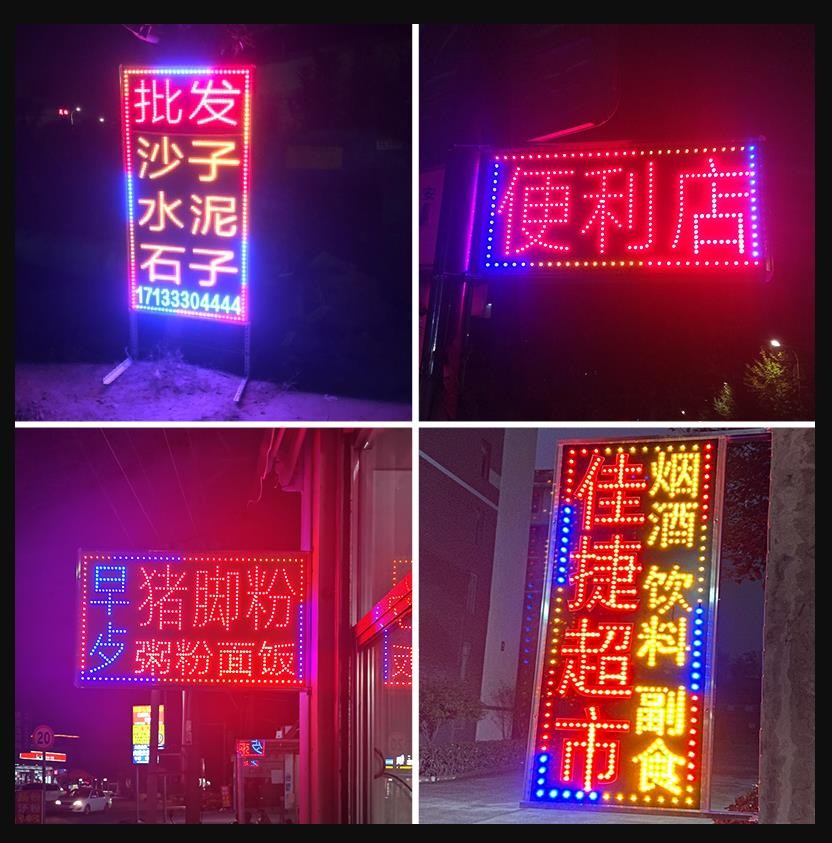 批发
沙子
水泥
石子
17133304444
便利店
早
猪脚粉
粥粉面饭
佳捷超市
烟酒 饮料 副食
20